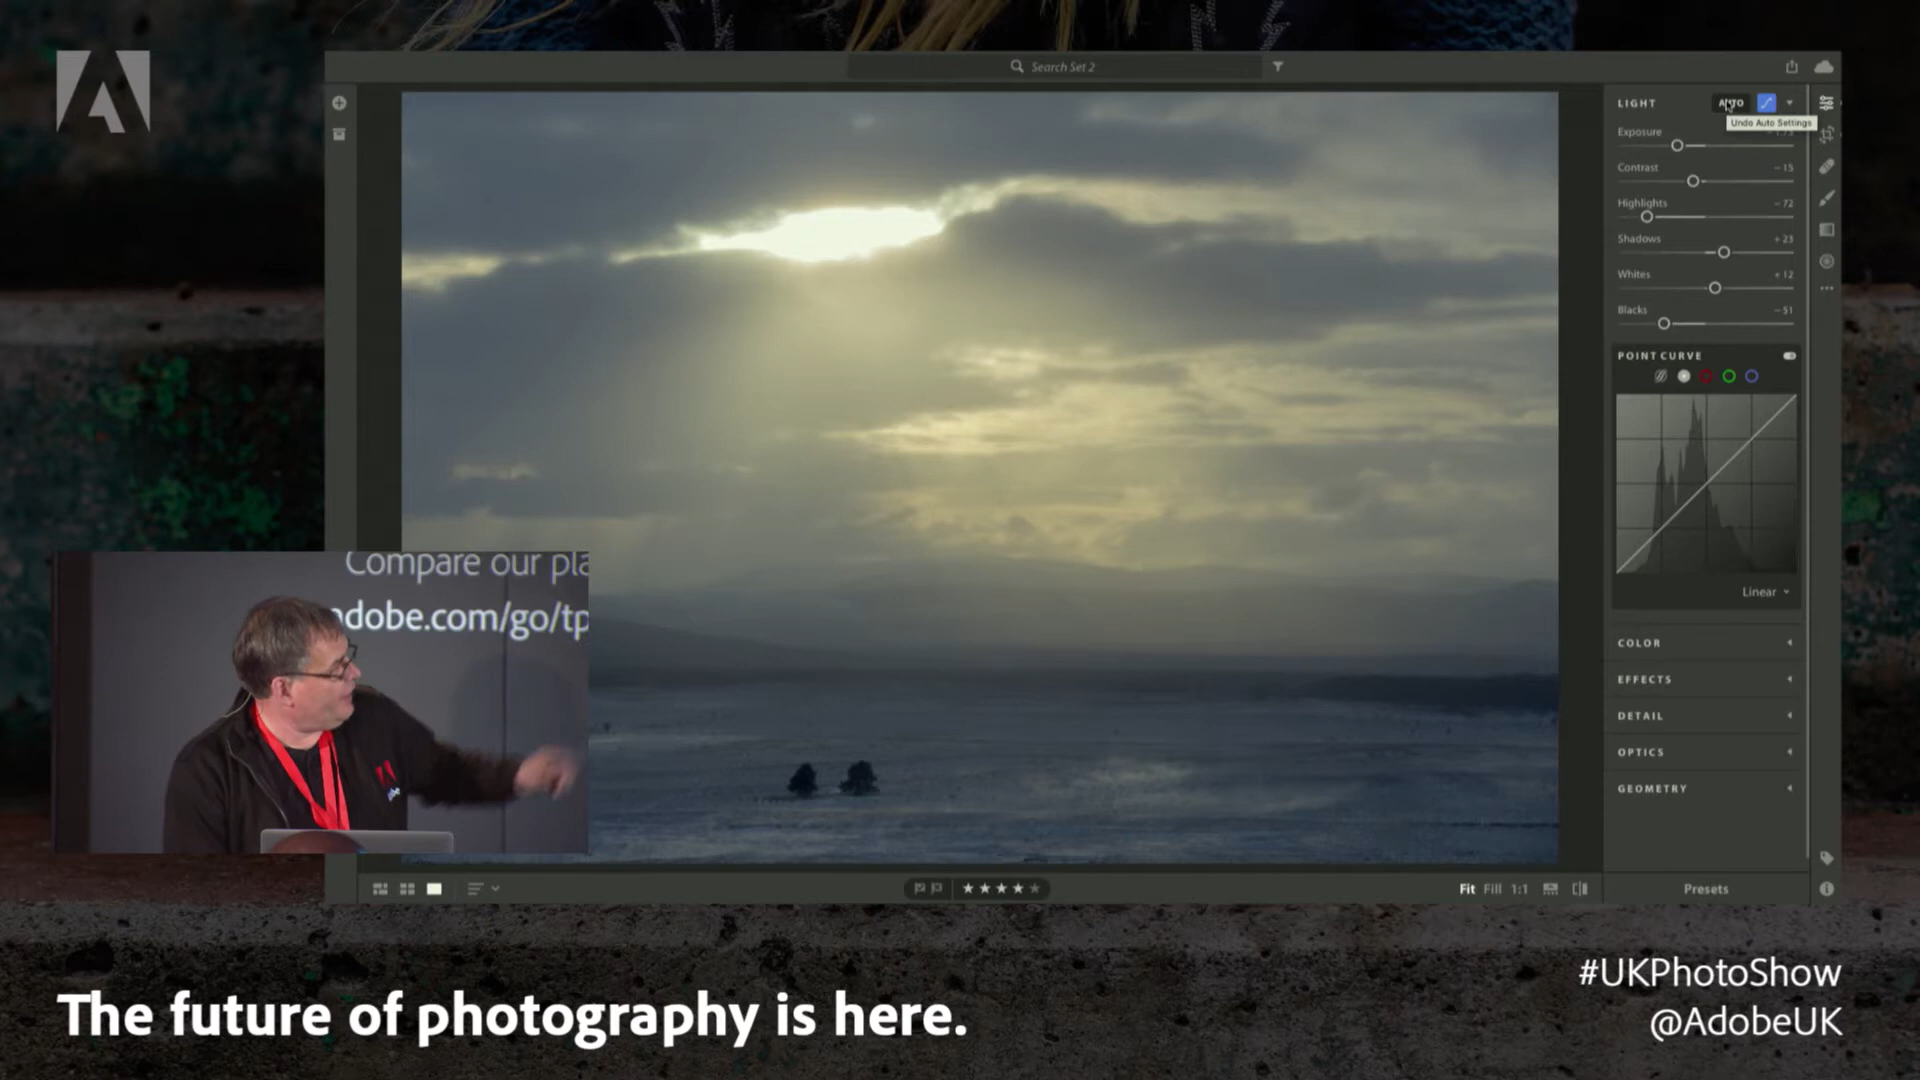 Search Set 2
LIGHT
AUTO
Undo Auto Settings
Exposure
Contrast
− 15
Highlights
− 72
Shadows
+ 23
Whites
+ 12
Blacks
− 51
POINT CURVE
Linear
COLOR
EFFECTS
DETAIL
OPTICS
GEOMETRY
Compare our
adobe.com/go/tp
Fit Fill 1:1
Presets
The future of photography is here.
#UKPhotoShow
@AdobeUK